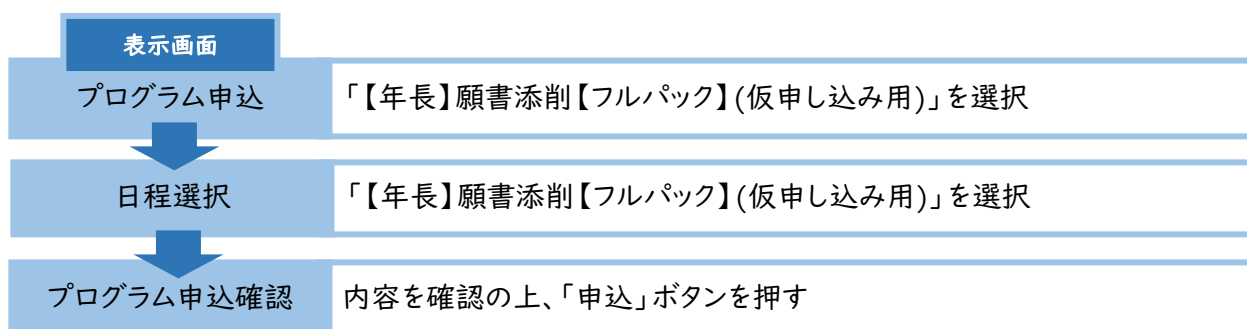 表示画面
プログラム申込
「【年長】願書添削【フルパック】(仮申し込み用)」を選択
日程選択
「【年長】願書添削【フルパック】(仮申し込み用)」を選択
プログラム申込確認
内容を確認の上、「申込」ボタンを押す